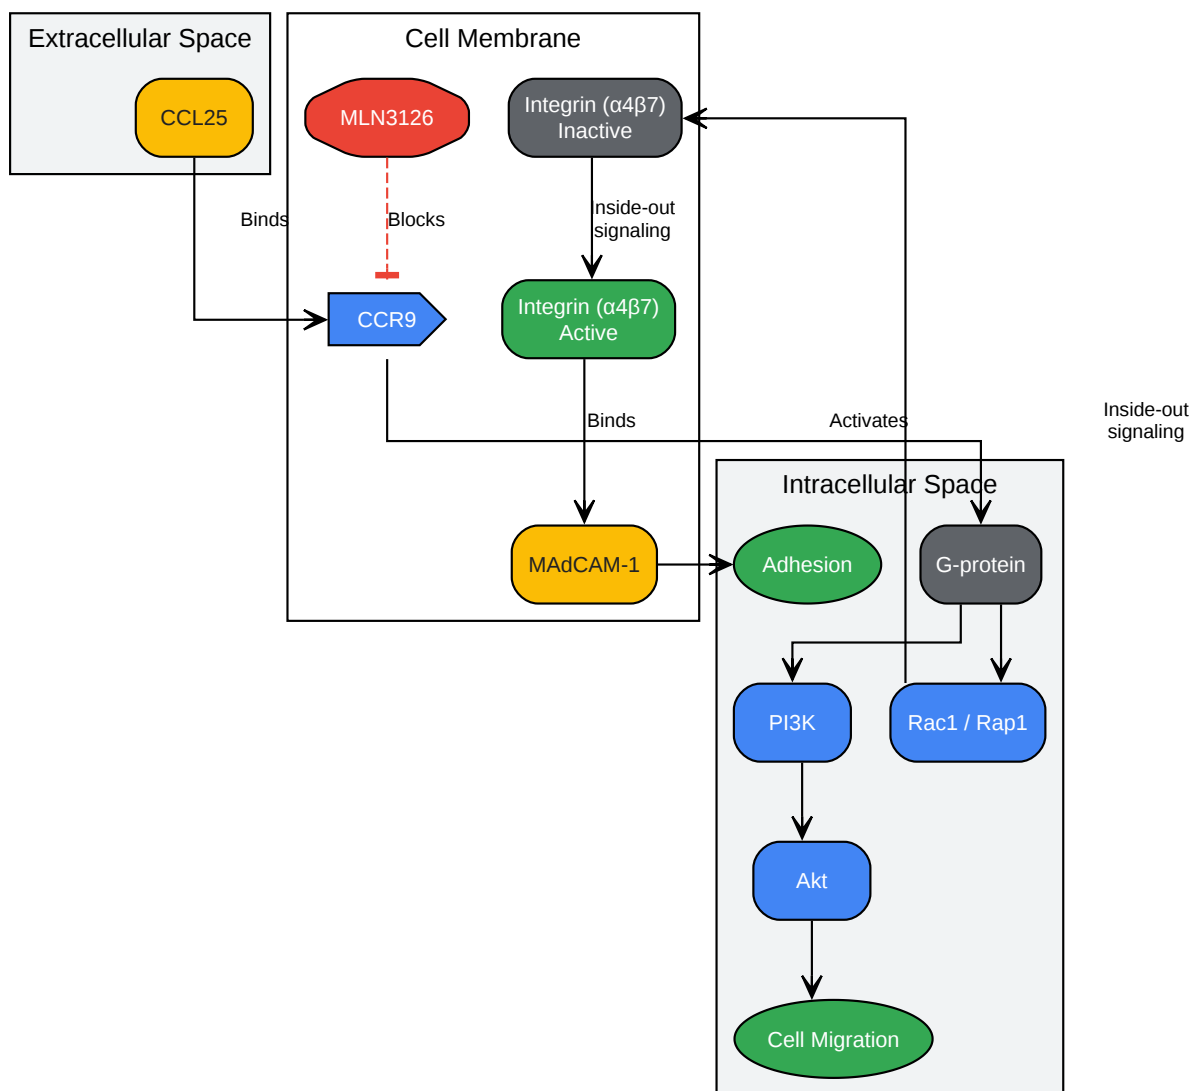 Extracellular Space
Cell Membrane
CCL25
MLN3126
Integrin (α4β7)
Inactive
Binds
Blocks
Inside-out
signaling
CCR9
Integrin (α4β7)
Active
Binds
Activates
Inside-out
signaling
Intracellular Space
MAdCAM-1
Adhesion
G-protein
PI3K
Rac1 / Rap1
Akt
Cell Migration